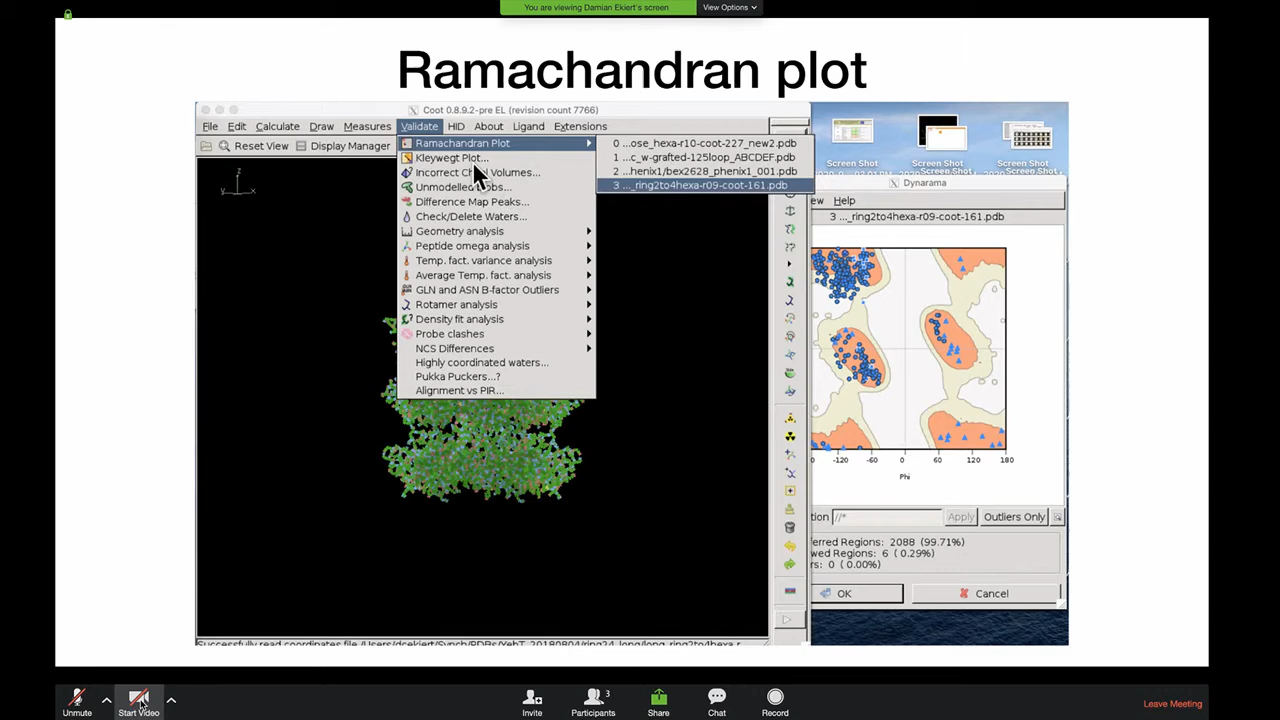 You are viewing Damian Ekiert's screen
View Options
Ramachandran plot
Coot 0.8.9.2-pre EL (revision count 7766)
File Edit Calculate Draw Measures Validate HID About Ligand Extensions
Reset View Display Manager
Ramachandran Plot
Kleywegt Plot...
Incorrect Ch Volumes...
Unmodelled bs...
Difference Map Peaks...
Check/Delete Waters...
Geometry analysis
Peptide omega analysis
Temp. fact. variance analysis
Average Temp. fact. analysis
GLN and ASN B-factor Outliers
Rotamer analysis
Density fit analysis
Probe clashes
NCS Differences
Highly coordinated waters...
Pukka Puckers...?
Alignment vs PIR...
0 ...ose_hexa-r10-coot-227_new2.pdb
1 ...c_w-grafted-125loop_ABCDEF.pdb
2 ...henix1/bex2628_phenix1_001.pdb
3 ..._ring2to4hexa-r09-coot-161.pdb
Screen Shot Screen Shot Screen Shot
Dynarama
iew Help
3 ..._ring2to4hexa-r09-coot-161.pdb
-120 -60 0 60 120 180
Phi
tion //* Apply Outliers Only
erred Regions: 2088 (99.71%)
wed Regions: 6 ( 0.29%)
rs: 0 ( 0.00%)
OK Cancel
Unmute
Start Video
Invite
Participants 3
Share
Chat
Record
Leave Meeting